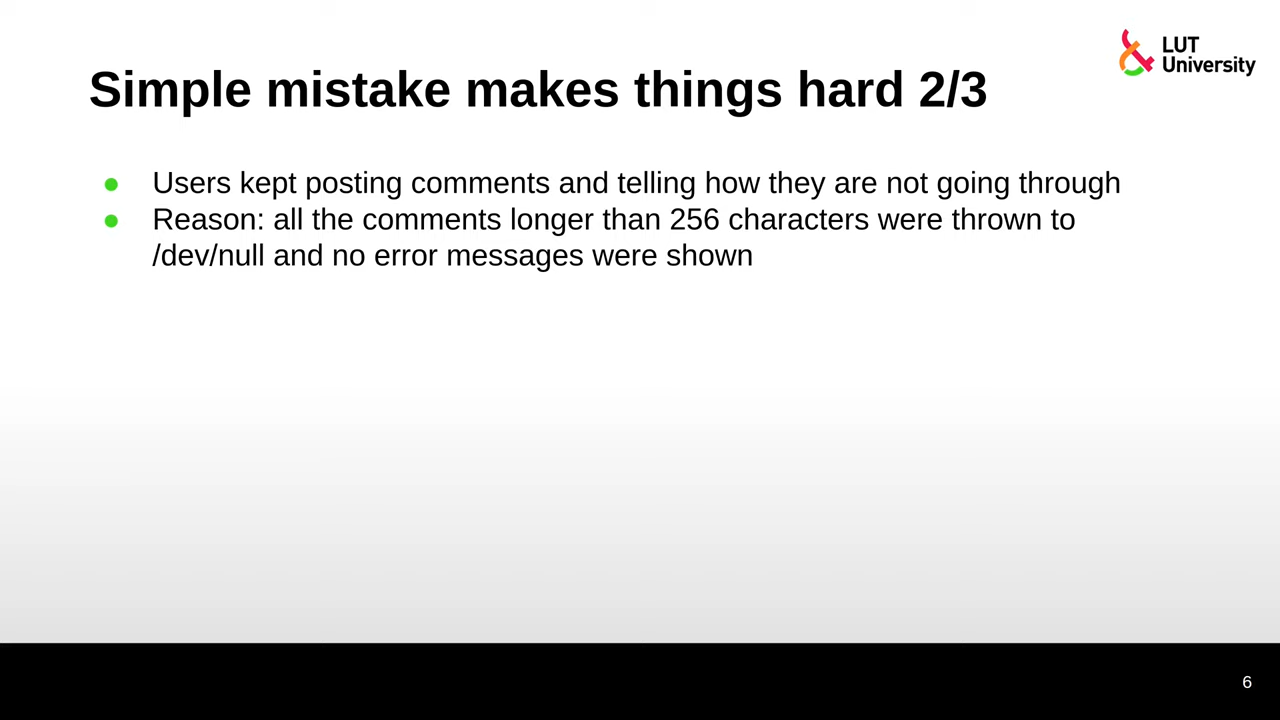 LUT
University
Simple mistake makes things hard 2/3
● Users kept posting comments and telling how they are not going through
● Reason: all the comments longer than 256 characters were thrown to
/dev/null and no error messages were shown
6